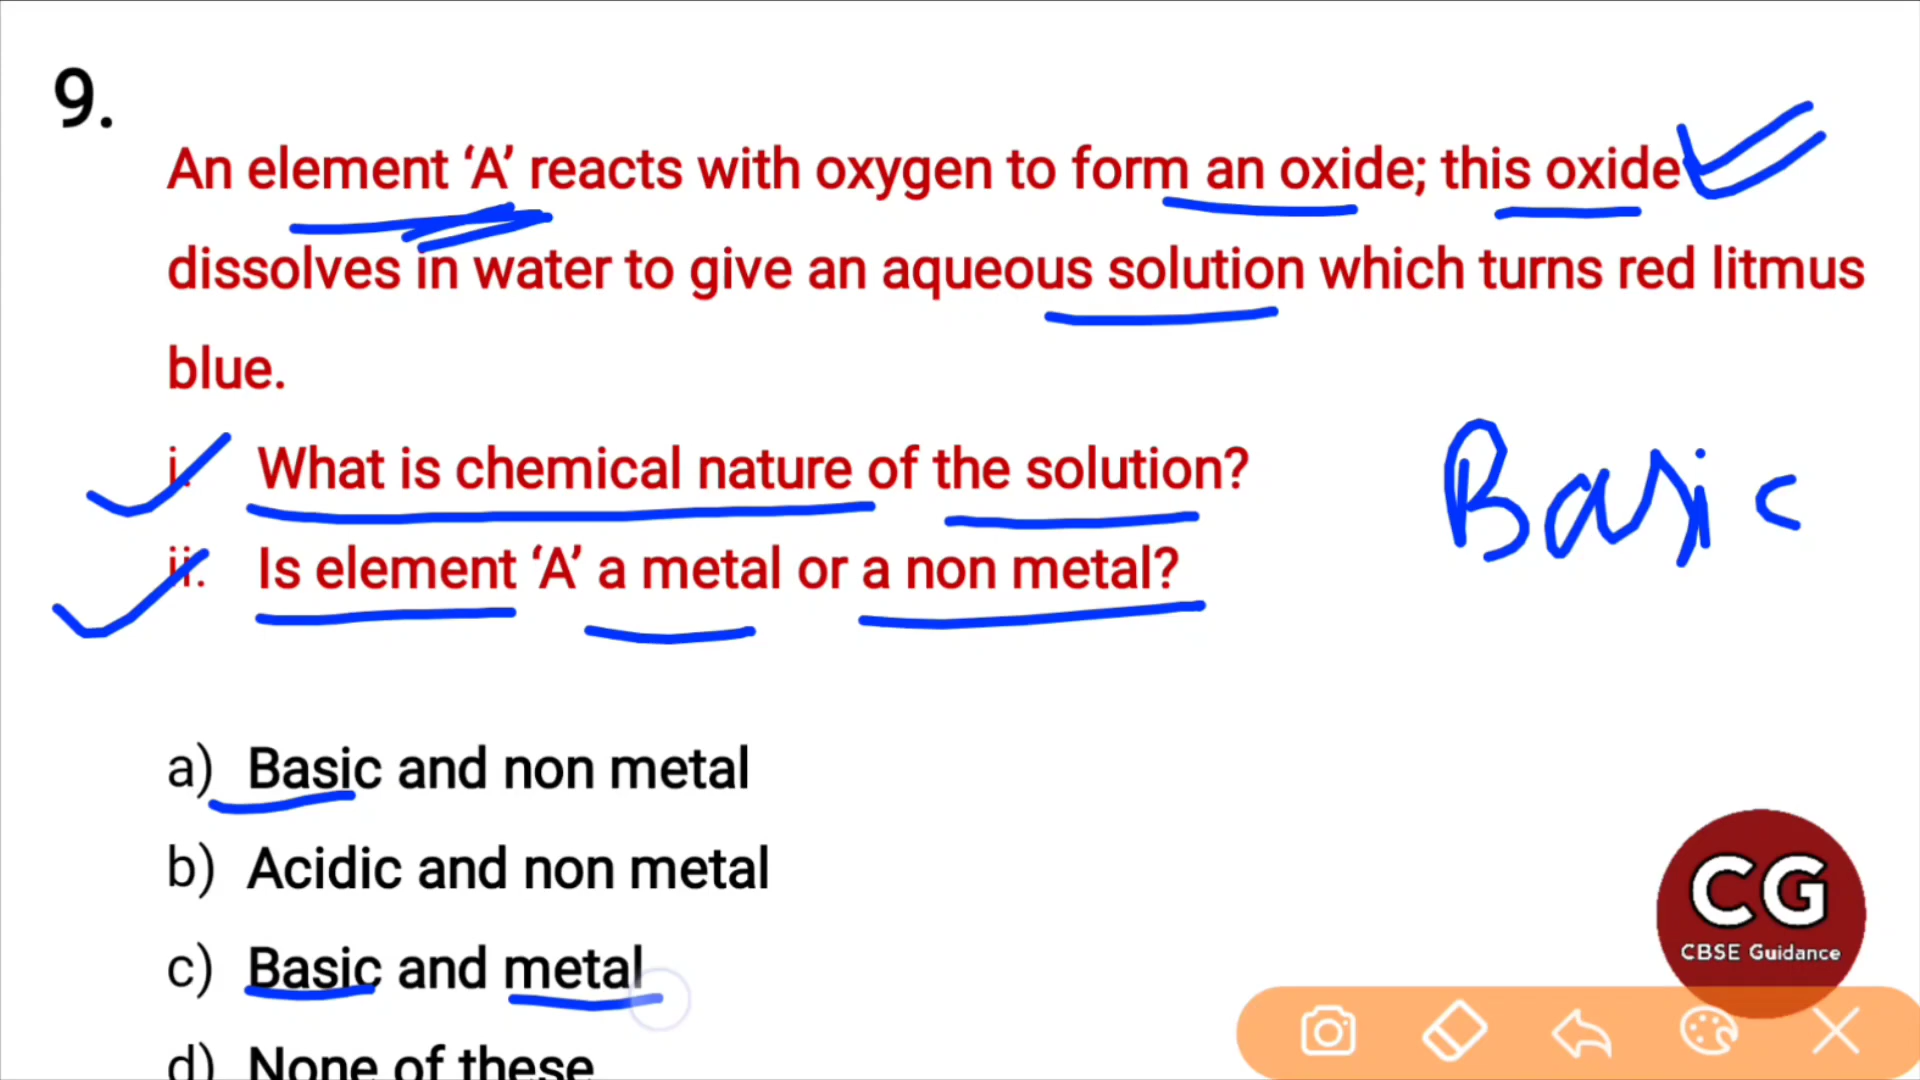 9.
An element ‘A’ reacts with oxygen to form an oxide; this oxide
dissolves in water to give an aqueous solution which turns red litmus
blue.
i. What is chemical nature of the solution?
Basic
ii. Is element ‘A’ a metal or a non metal?
a) Basic and non metal
b) Acidic and non metal
c) Basic and metal
d) None of these
CG
CBSE Guidance